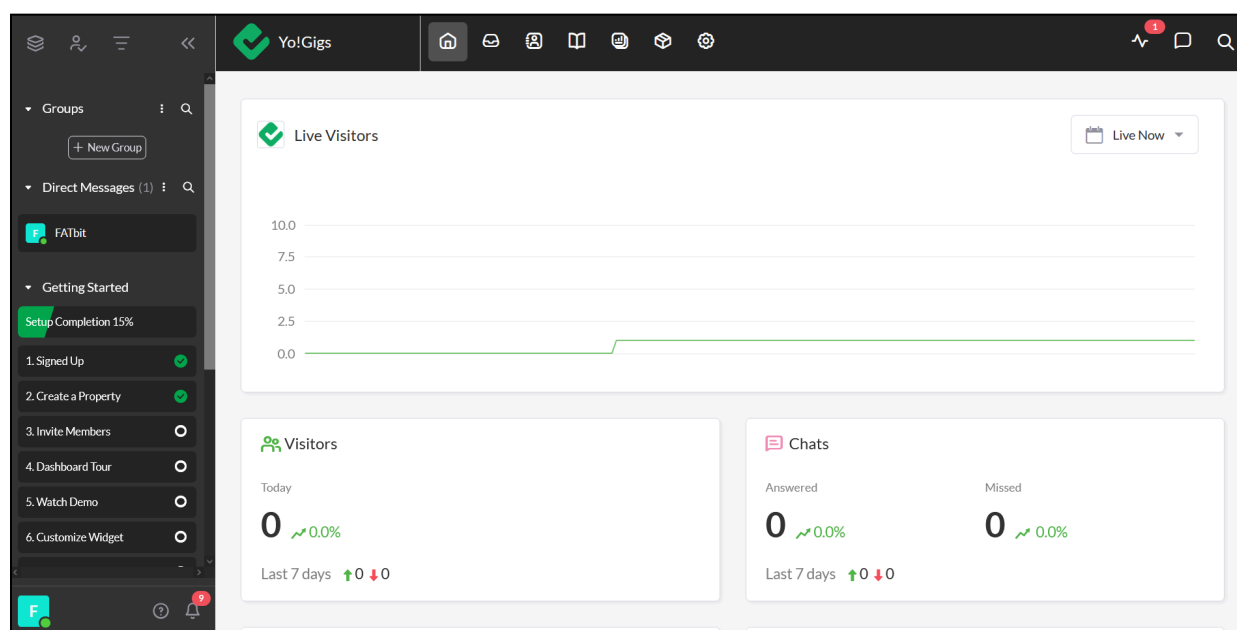 Yo!Gigs
1
Groups
+ New Group
Direct Messages (1)
F FATbit
Getting Started
Setup Completion 15%
1. Signed Up
2. Create a Property
3. Invite Members
4. Dashboard Tour
5. Watch Demo
6. Customize Widget
F
?
9
Live Visitors
Live Now
10.0
7.5
5.0
2.5
0.0
Visitors
Today
0 0.0%
Last 7 days 0 0
Chats
Answered Missed
0 0.0% 0 0.0%
Last 7 days 0 0